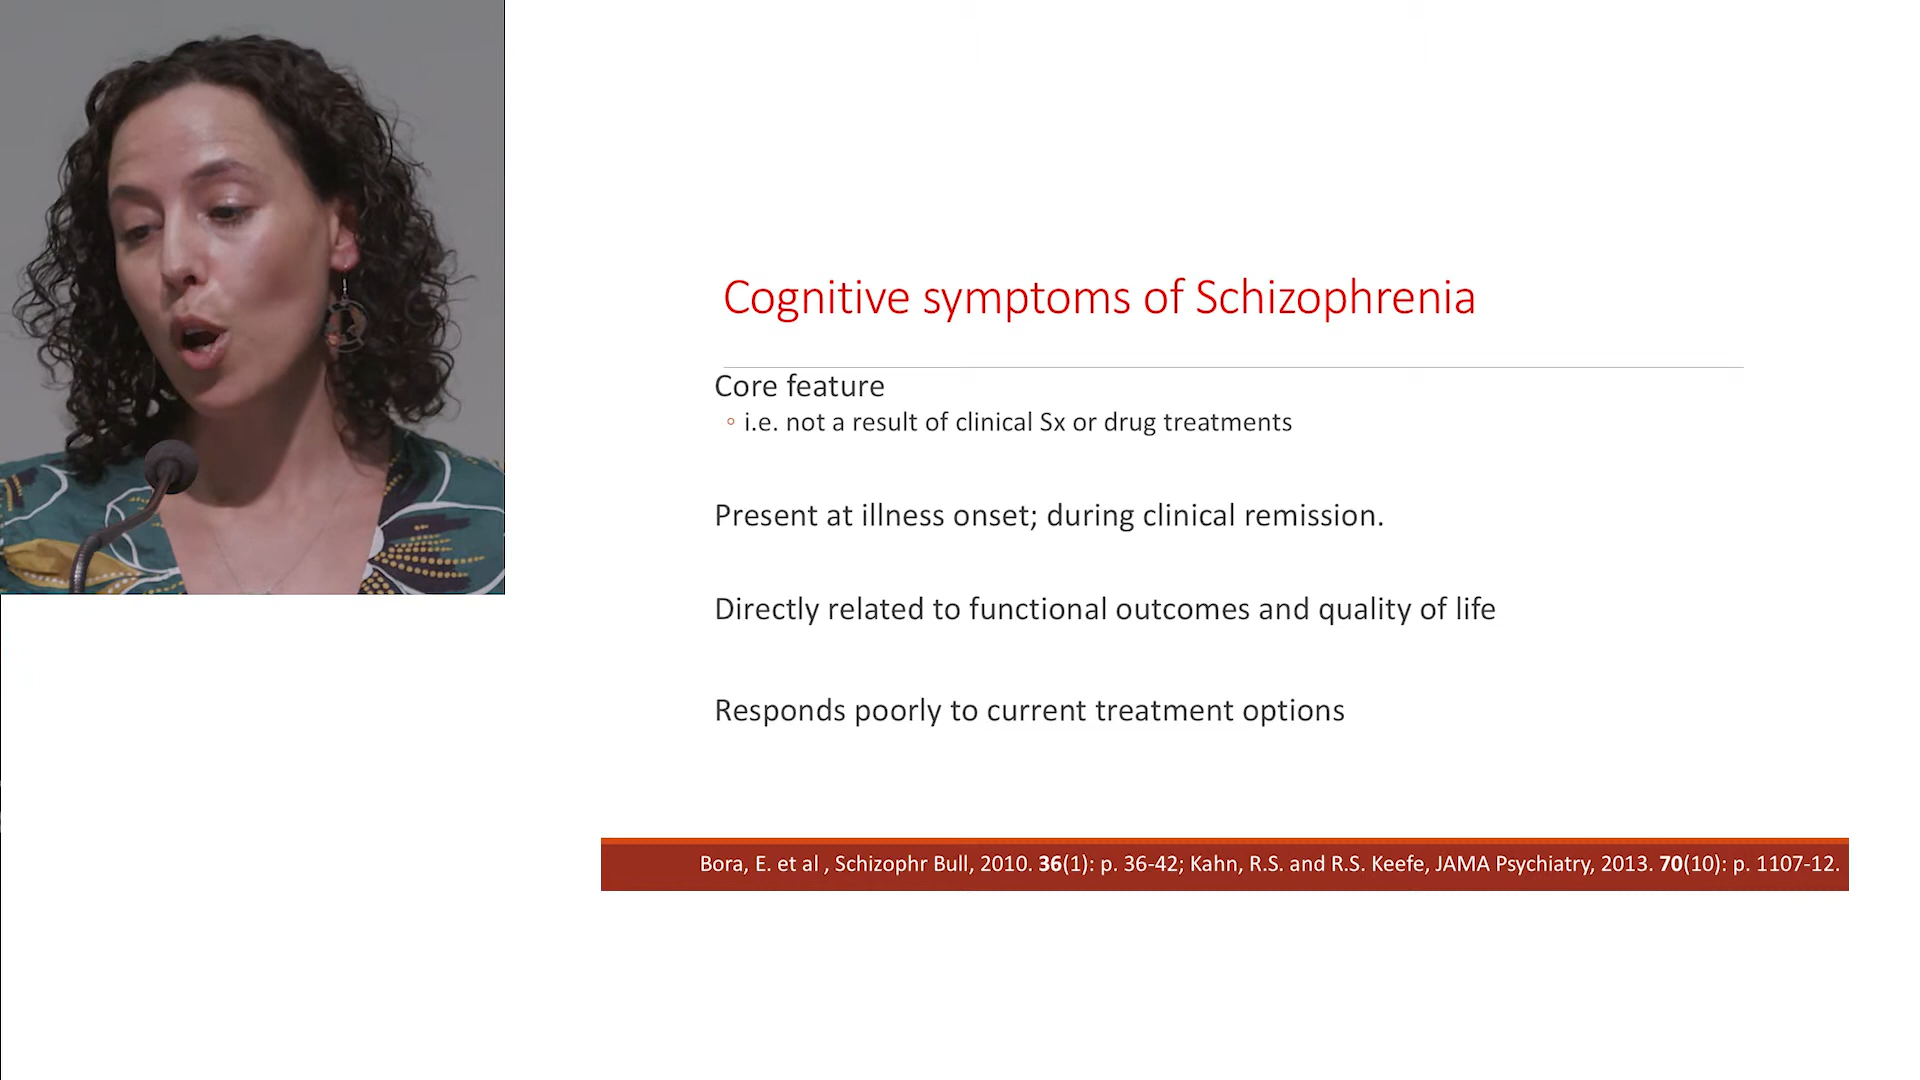 Cognitive symptoms of Schizophrenia
Core feature
◦ i.e. not a result of clinical Sx or drug treatments
Present at illness onset; during clinical remission.
Directly related to functional outcomes and quality of life
Responds poorly to current treatment options
Bora, E. et al , Schizophr Bull, 2010. 36(1): p. 36-42; Kahn, R.S. and R.S. Keefe, JAMA Psychiatry, 2013. 70(10): p. 1107-12.